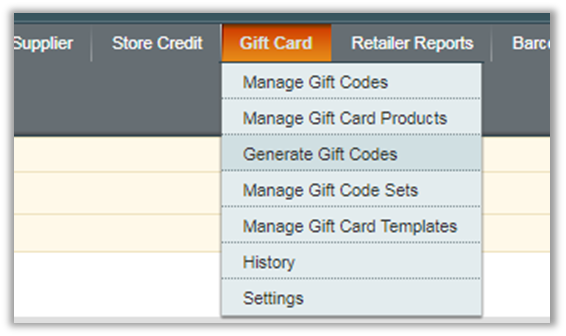 Supplier Store Credit Gift Card Retailer Reports
Manage Gift Codes
Manage Gift Card Products
Generate Gift Codes
Manage Gift Code Sets
Manage Gift Card Templates
History
Settings